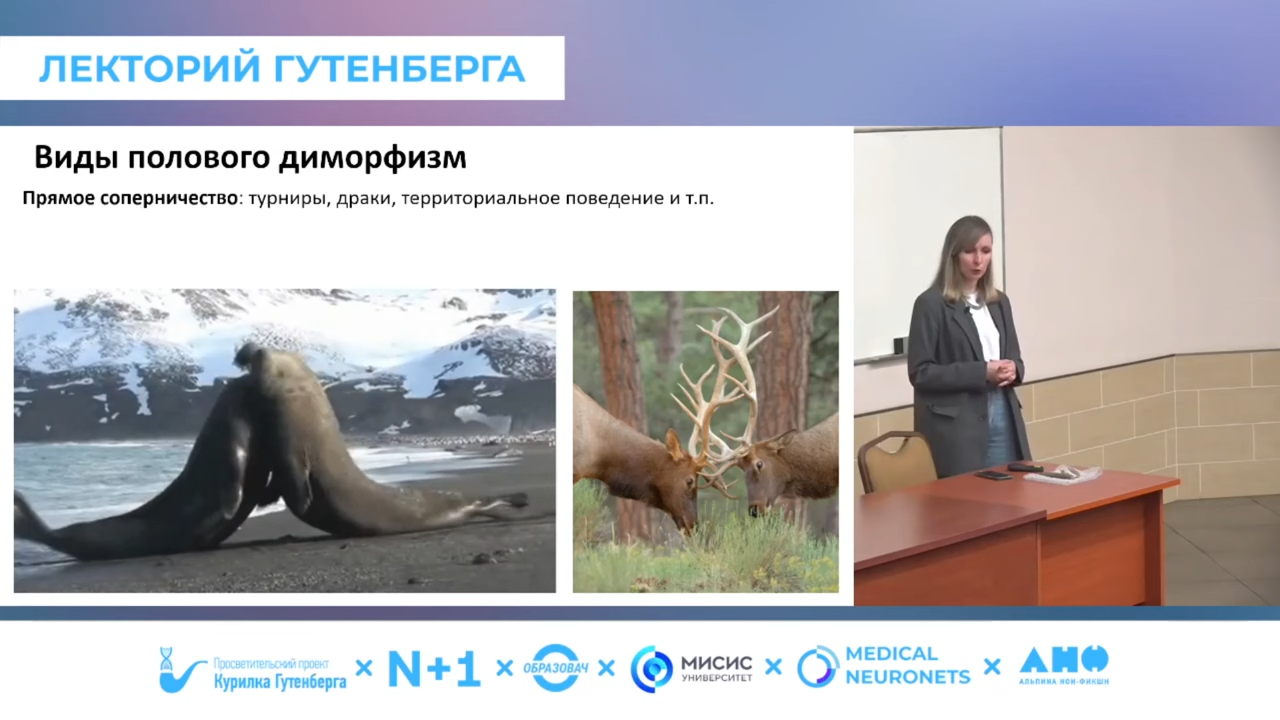 ЛЕКТОРИЙ ГУТЕНБЕРГА
Виды полового диморфизм
Прямое соперничество: турниры, драки, территориальное поведение и т.п.
Просветительский проект
Курилка Гутенберга
×
N+1
×
ОБРАЗОВАЧ
×
МИСИС
УНИВЕРСИТЕТ
×
MEDICAL
NEURONETS
×
АНФ
АЛЬПИНА НОН-ФИКШН